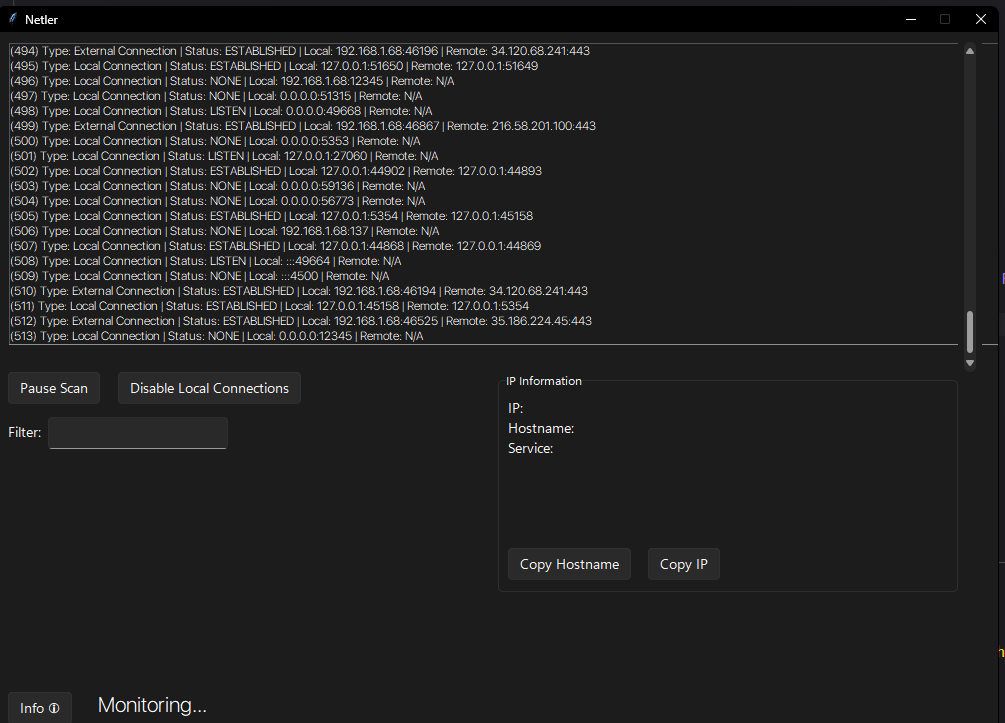 Netler
(494) Type: External Connection | Status: ESTABLISHED | Local: 192.168.1.68:46196 | Remote: 34.120.68.241:443
(495) Type: Local Connection | Status: ESTABLISHED | Local: 127.0.0.1:51650 | Remote: 127.0.0.1:51649
(496) Type: Local Connection | Status: NONE | Local: 192.168.1.68:12345 | Remote: N/A
(497) Type: Local Connection | Status: NONE | Local: 0.0.0.0:51315 | Remote: N/A
(498) Type: Local Connection | Status: LISTEN | Local: 0.0.0.0:49668 | Remote: N/A
(499) Type: External Connection | Status: ESTABLISHED | Local: 192.168.1.68:46867 | Remote: 216.58.201.100:443
(500) Type: Local Connection | Status: NONE | Local: 0.0.0.0:5353 | Remote: N/A
(501) Type: Local Connection | Status: LISTEN | Local: 127.0.0.1:27060 | Remote: N/A
(502) Type: Local Connection | Status: ESTABLISHED | Local: 127.0.0.1:44902 | Remote: 127.0.0.1:44893
(503) Type: Local Connection | Status: NONE | Local: 0.0.0.0:59136 | Remote: N/A
(504) Type: Local Connection | Status: NONE | Local: 0.0.0.0:56773 | Remote: N/A
(505) Type: Local Connection | Status: ESTABLISHED | Local: 127.0.0.1:5354 | Remote: 127.0.0.1:45158
(506) Type: Local Connection | Status: NONE | Local: 192.168.1.68:137 | Remote: N/A
(507) Type: Local Connection | Status: ESTABLISHED | Local: 127.0.0.1:44868 | Remote: 127.0.0.1:44869
(508) Type: Local Connection | Status: LISTEN | Local: :::49664 | Remote: N/A
(509) Type: Local Connection | Status: NONE | Local: :::4500 | Remote: N/A
(510) Type: External Connection | Status: ESTABLISHED | Local: 192.168.1.68:46194 | Remote: 34.120.68.241:443
(511) Type: Local Connection | Status: ESTABLISHED | Local: 127.0.0.1:45158 | Remote: 127.0.0.1:5354
(512) Type: External Connection | Status: ESTABLISHED | Local: 192.168.1.68:46525 | Remote: 35.186.224.45:443
(513) Type: Local Connection | Status: NONE | Local: 0.0.0.0:12345 | Remote: N/A
Pause Scan
Disable Local Connections
Filter:
IP Information
IP:
Hostname:
Service:
Copy Hostname
Copy IP
Info ⓘ
Monitoring...